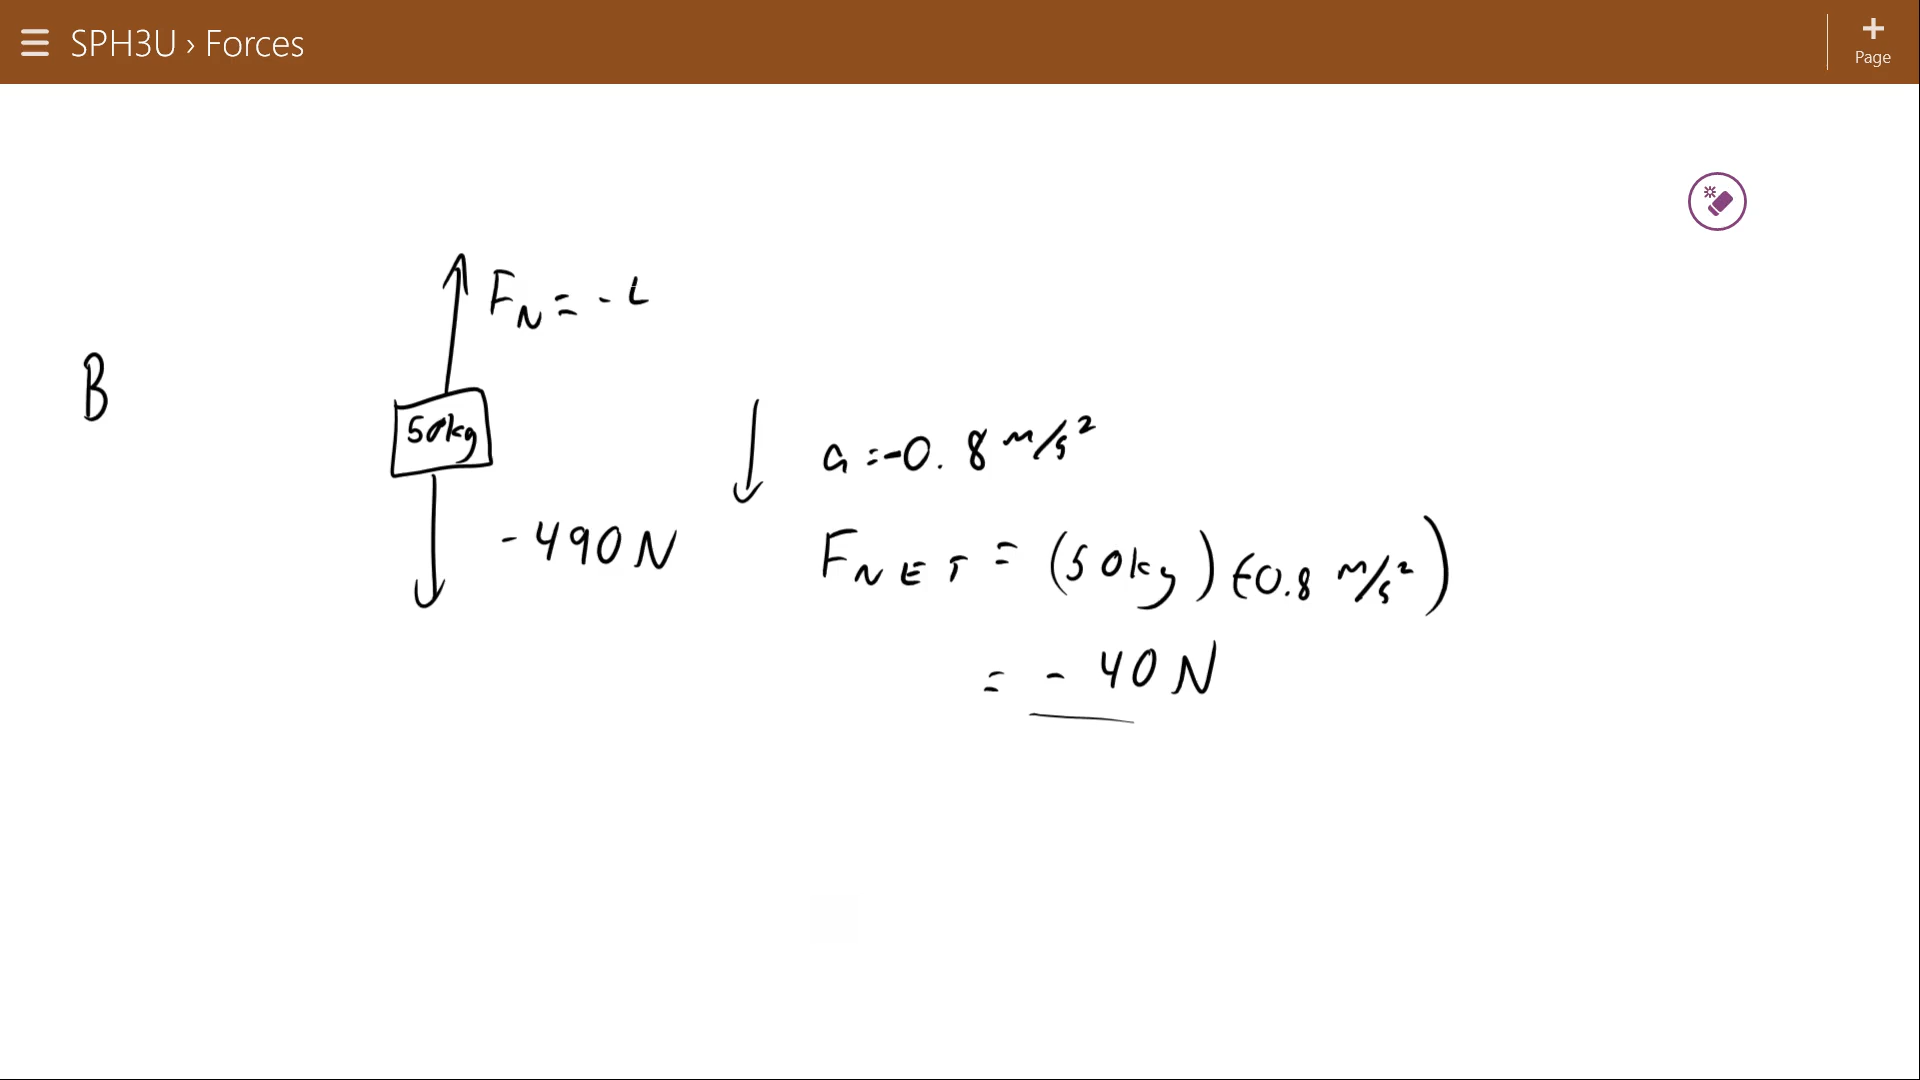 SPH3U › Forces
Page
F_N = -
B
50kg
a = -0.8 m/s²
-490 N
F_NET = (50kg)(-0.8 m/s²)
= -40 N